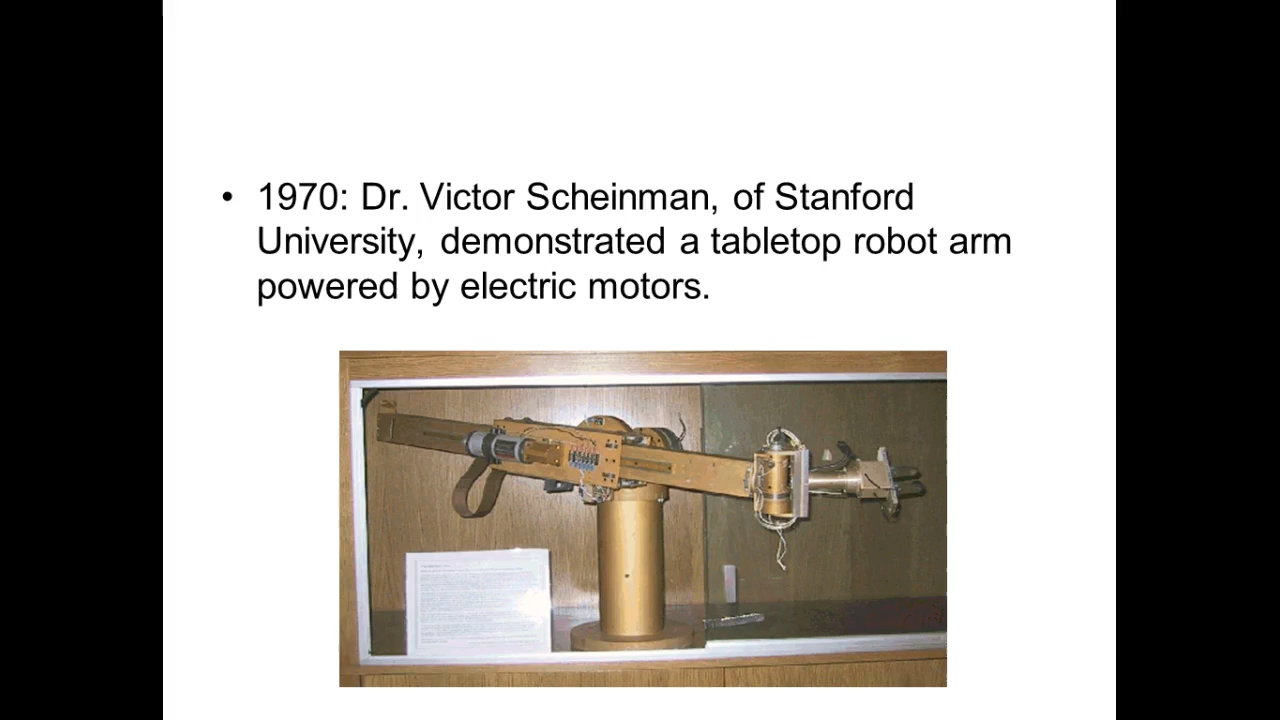 • 1970: Dr. Victor Scheinman, of Stanford
University, demonstrated a tabletop robot arm
powered by electric motors.